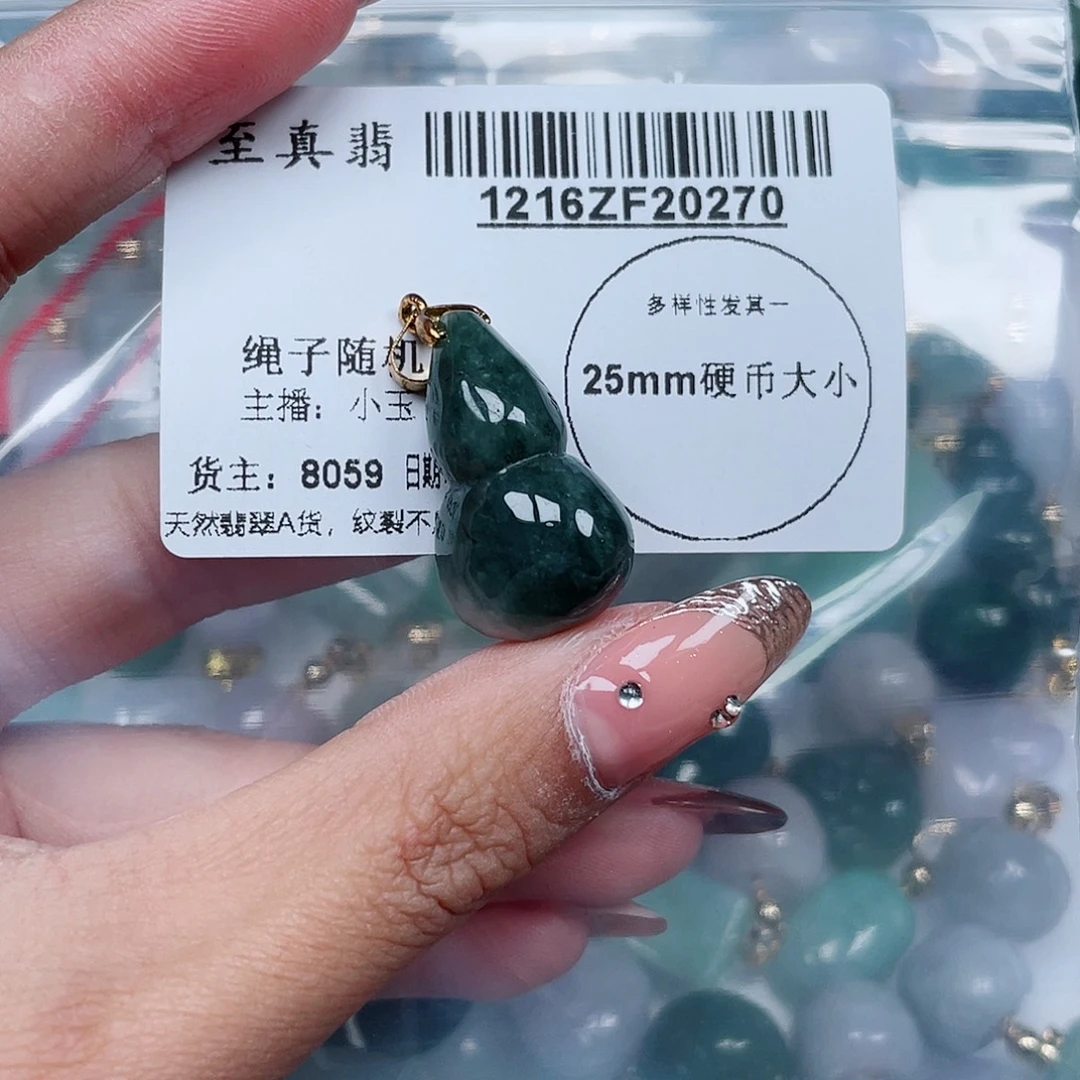 至真翡
1216ZF20270
多样性发其一
25mm硬币大小
绳子随机
主播：小玉
货主：8059 日期
天然翡翠A货，纹裂不